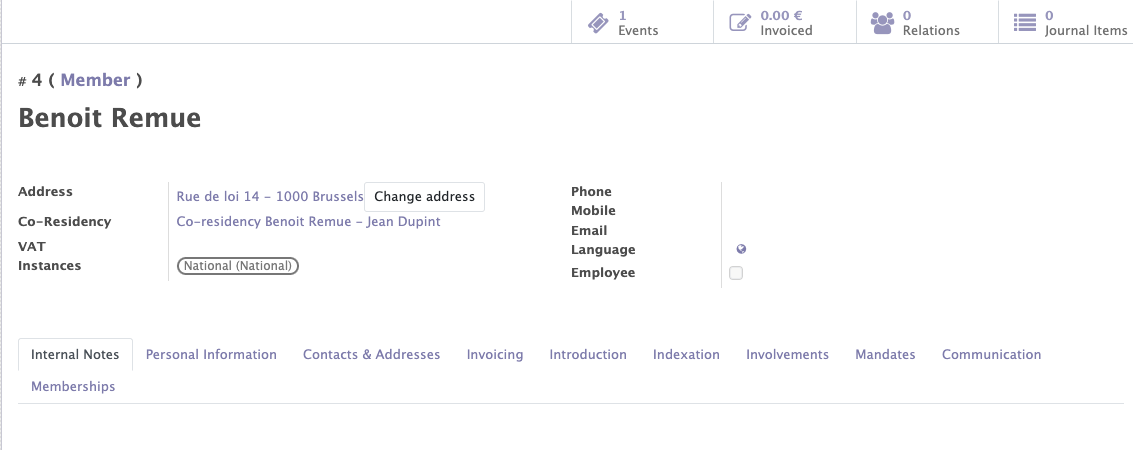 1
Events
0.00 €
Invoiced
0
Relations
0
Journal Items
# 4 ( Member )
Benoit Remue
Address
Rue de loi 14 – 1000 Brussels
Change address
Co-Residency
Co-residency Benoit Remue – Jean Dupint
VAT
Instances
National (National)
Phone
Mobile
Email
Language
Employee
Internal Notes
Personal Information
Contacts & Addresses
Invoicing
Introduction
Indexation
Involvements
Mandates
Communication
Memberships